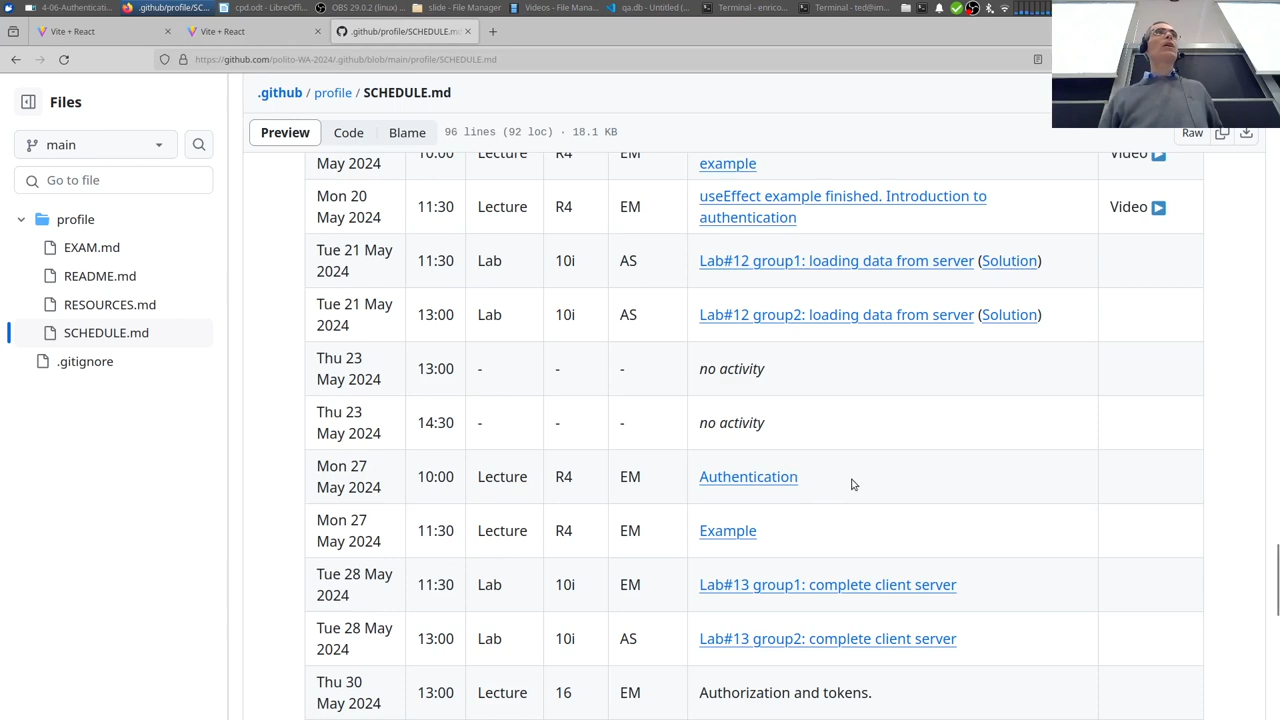 4-06-Authenticati... .github/profile/SC... cpd.odt - LibreOffi... OBS 29.0.2 (linux) ... slide - File Manager Videos - File Mana... qa.db - Untitled (... Terminal - enrico... Terminal - ted@im...
Vite + React Vite + React .github/profile/SCHEDULE.m
https://github.com/polito-WA-2024/.github/blob/main/profile/SCHEDULE.md
Files
.github / profile / SCHEDULE.md
main
Preview Code Blame 96 lines (92 loc) · 18.1 KB Raw
Go to file
profile
EXAM.md
README.md
RESOURCES.md
SCHEDULE.md
.gitignore
May 2024 10:00 Lecture R4 EM example Video
Mon 20 May 2024 11:30 Lecture R4 EM useEffect example finished. Introduction to Video
authentication
Tue 21 May 2024 11:30 Lab 10i AS Lab#12 group1: loading data from server (Solution)
Tue 21 May 2024 13:00 Lab 10i AS Lab#12 group2: loading data from server (Solution)
Thu 23 May 2024 13:00 - - - no activity
Thu 23 May 2024 14:30 - - - no activity
Mon 27 May 2024 10:00 Lecture R4 EM Authentication
Mon 27 May 2024 11:30 Lecture R4 EM Example
Tue 28 May 2024 11:30 Lab 10i EM Lab#13 group1: complete client server
Tue 28 May 2024 13:00 Lab 10i AS Lab#13 group2: complete client server
Thu 30 May 2024 13:00 Lecture 16 EM Authorization and tokens.